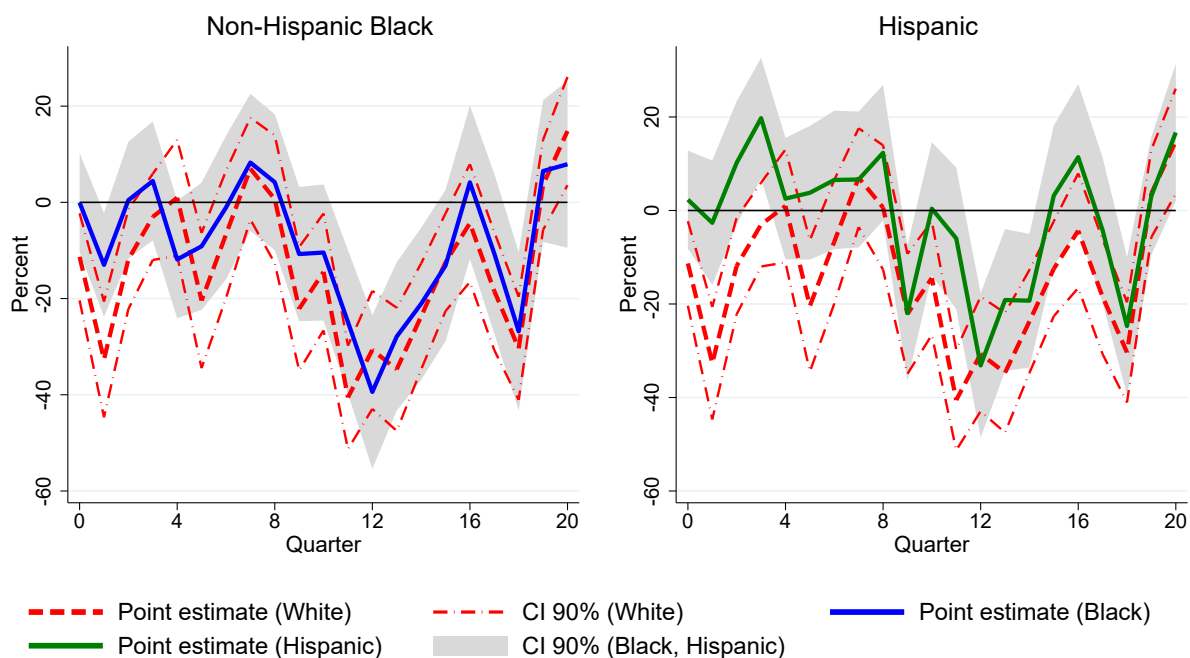 Non-Hispanic Black
Percent
20
0
-20
-40
-60
0 4 8 12 16 20
Quarter
Hispanic
Percent
20
0
-20
-40
-60
0 4 8 12 16 20
Quarter
Point estimate (White) CI 90% (White) Point estimate (Black)
Point estimate (Hispanic) CI 90% (Black, Hispanic)